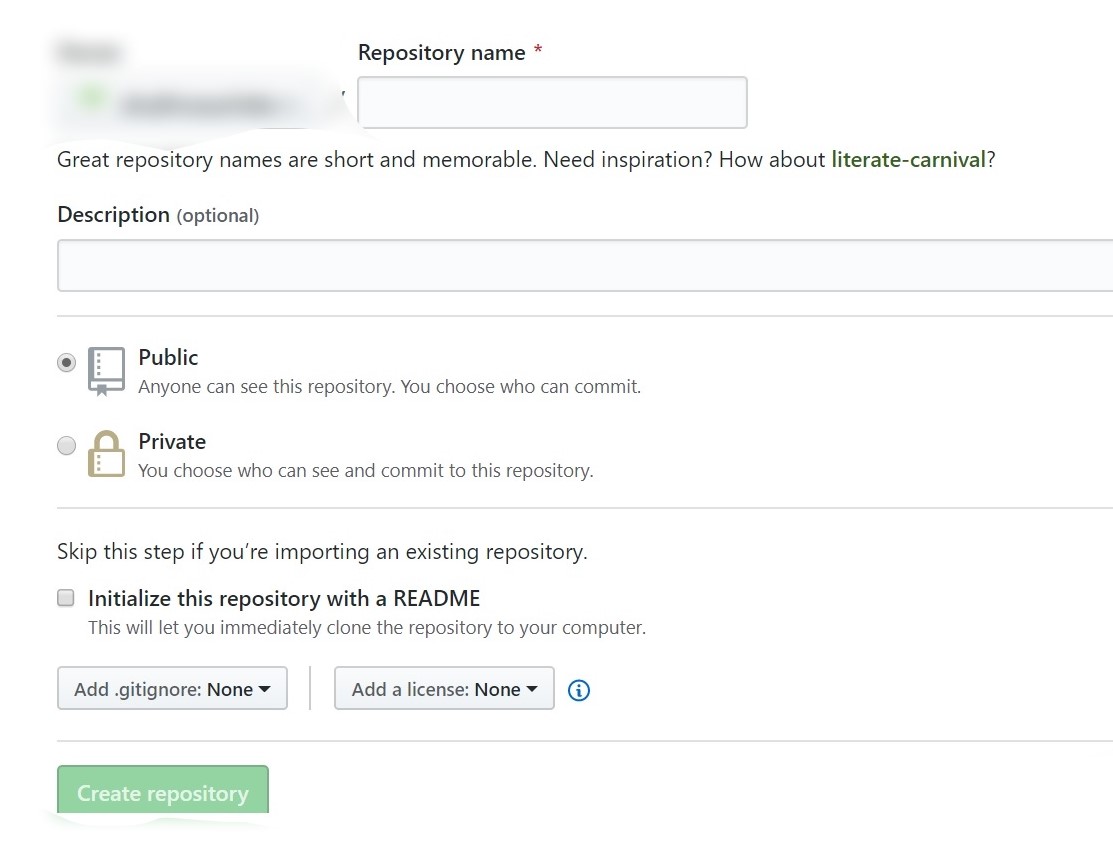 Repository name *
/
Great repository names are short and memorable. Need inspiration? How about literate-carnival?
Description (optional)
Public
Anyone can see this repository. You choose who can commit.
Private
You choose who can see and commit to this repository.
Skip this step if you’re importing an existing repository.
Initialize this repository with a README
This will let you immediately clone the repository to your computer.
Add .gitignore: None
Add a license: None
Create repository